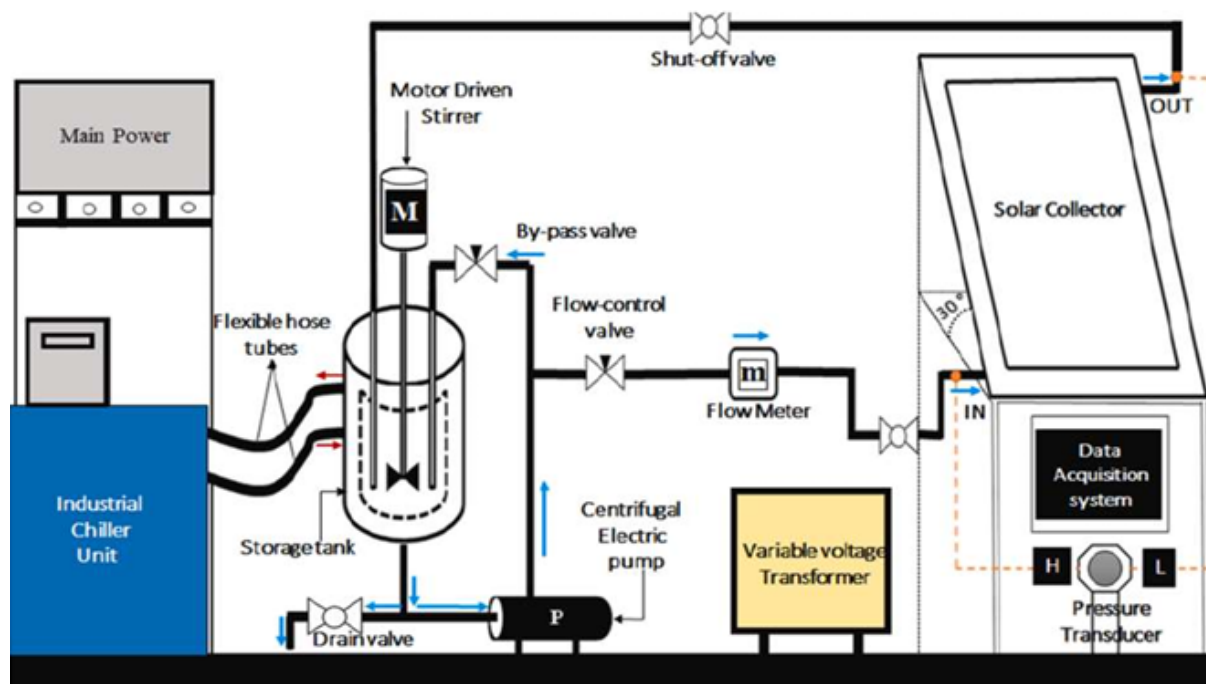 Shut-off valve
Motor Driven
Stirrer
Main Power
OUT
M
Solar Collector
By-pass valve
Flow-control
valve
30°
Flexible hose
tubes
m
Flow Meter
IN
Data
Acquisition
system
Industrial
Chiller
Unit
Storage tank
Centrifugal
Electric
pump
Variable voltage
Transformer
H
L
P
Pressure
Transducer
Drain valve